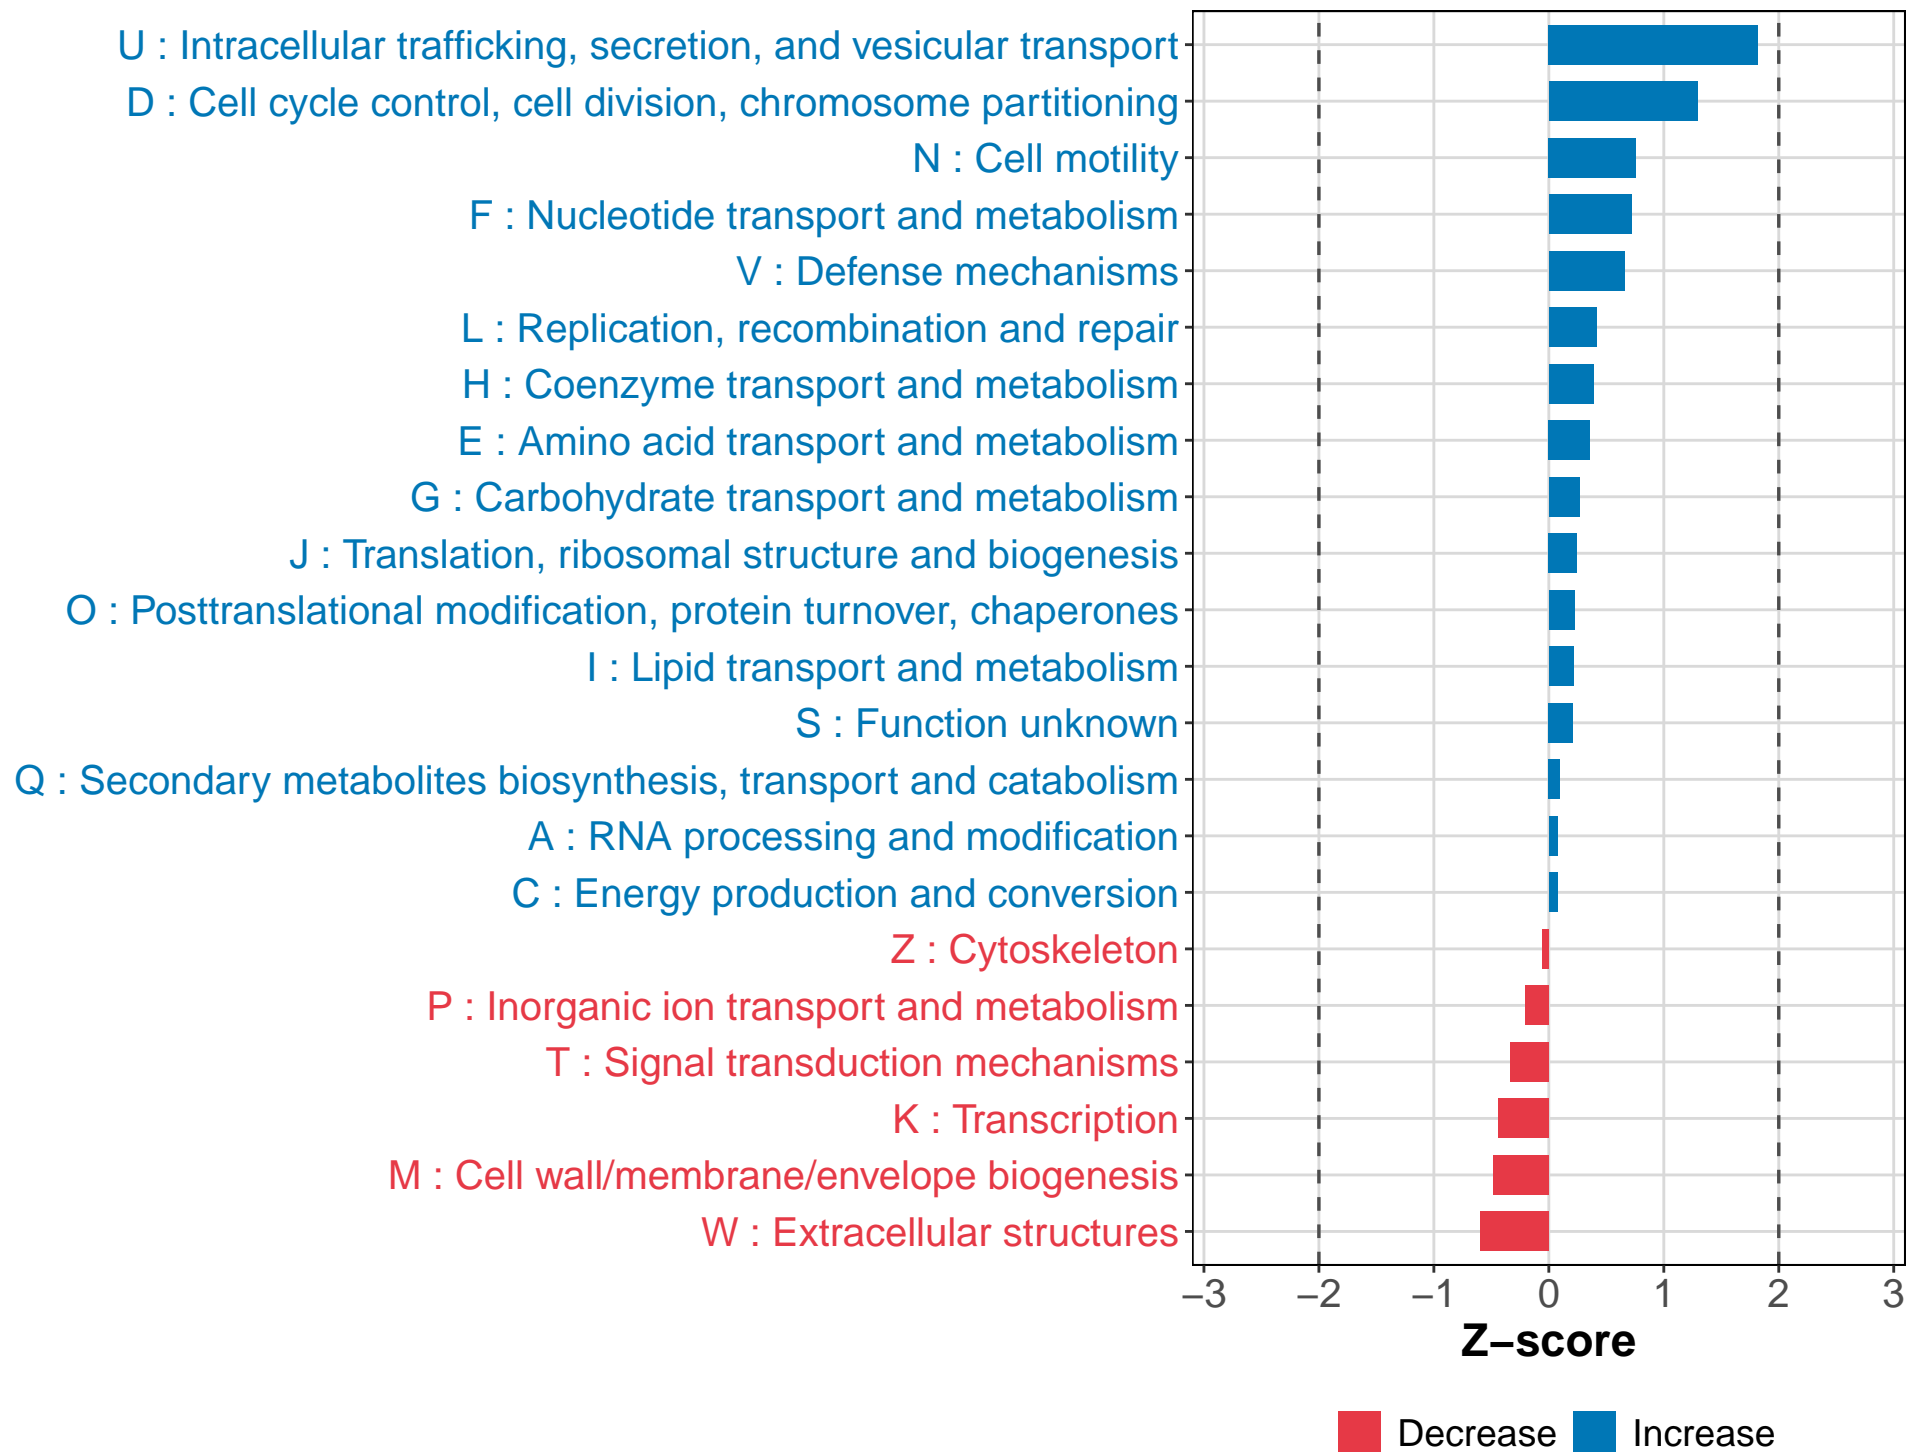 U : Intracellular trafficking, secretion, and vesicular transport
D : Cell cycle control, cell division, chromosome partitioning
N : Cell motility
F : Nucleotide transport and metabolism
V : Defense mechanisms
L : Replication, recombination and repair
H : Coenzyme transport and metabolism
E : Amino acid transport and metabolism
G : Carbohydrate transport and metabolism
J : Translation, ribosomal structure and biogenesis
O : Posttranslational modification, protein turnover, chaperones
I : Lipid transport and metabolism
S : Function unknown
Q : Secondary metabolites biosynthesis, transport and catabolism
A : RNA processing and modification
C : Energy production and conversion
Z : Cytoskeleton
P : Inorganic ion transport and metabolism
T : Signal transduction mechanisms
K : Transcription
M : Cell wall/membrane/envelope biogenesis
W : Extracellular structures
−3 −2 −1 0 1 2 3
Z−score
Decrease Increase